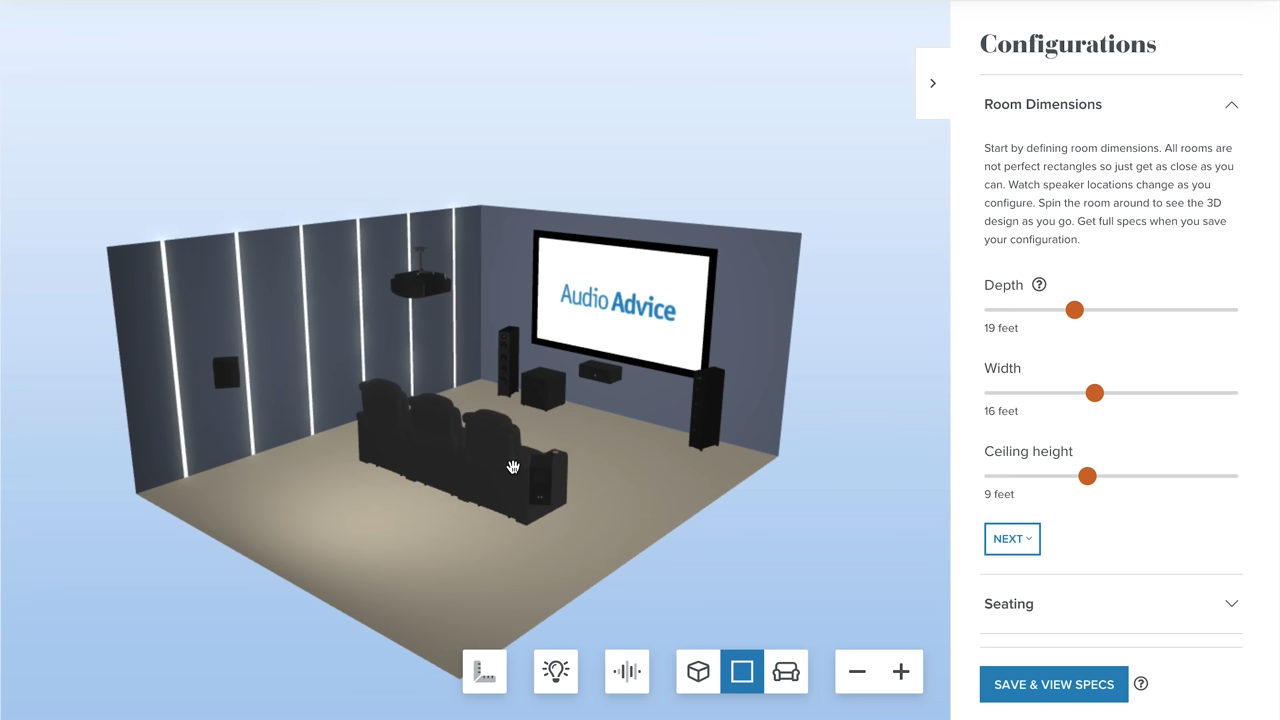 Configurations
Room Dimensions
Start by defining room dimensions. All rooms are
not perfect rectangles so just get as close as you
can. Watch speaker locations change as you
configure. Spin the room around to see the 3D
design as you go. Get full specs when you save
your configuration.
Depth ?
19 feet
Width
16 feet
Ceiling height
9 feet
NEXT
Seating
SAVE & VIEW SPECS ?
Audio Advice